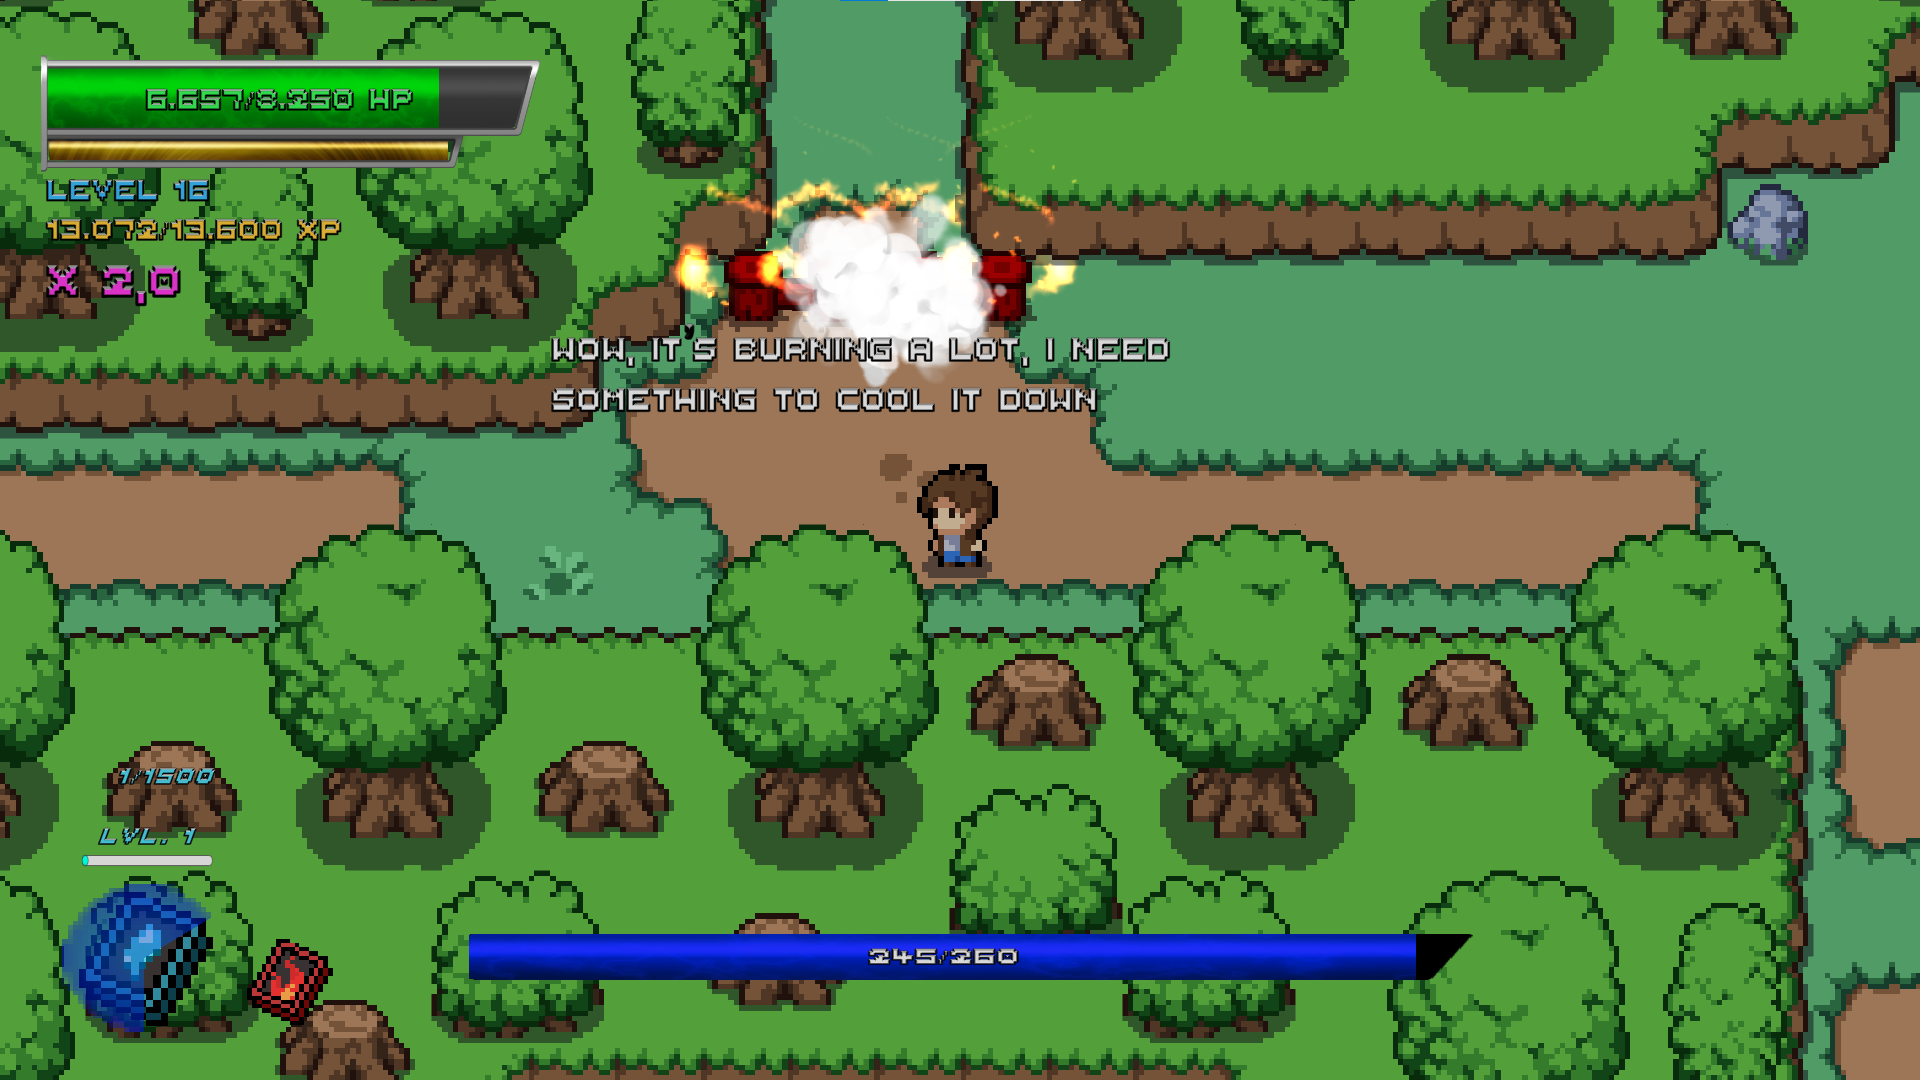 6.657/8.250 HP
LEVEL 16
13.072/13.600 XP
X 2,0
WOW, IT'S BURNING A LOT, I NEED
SOMETHING TO COOL IT DOWN
1/1500
LVL. 1
245/260